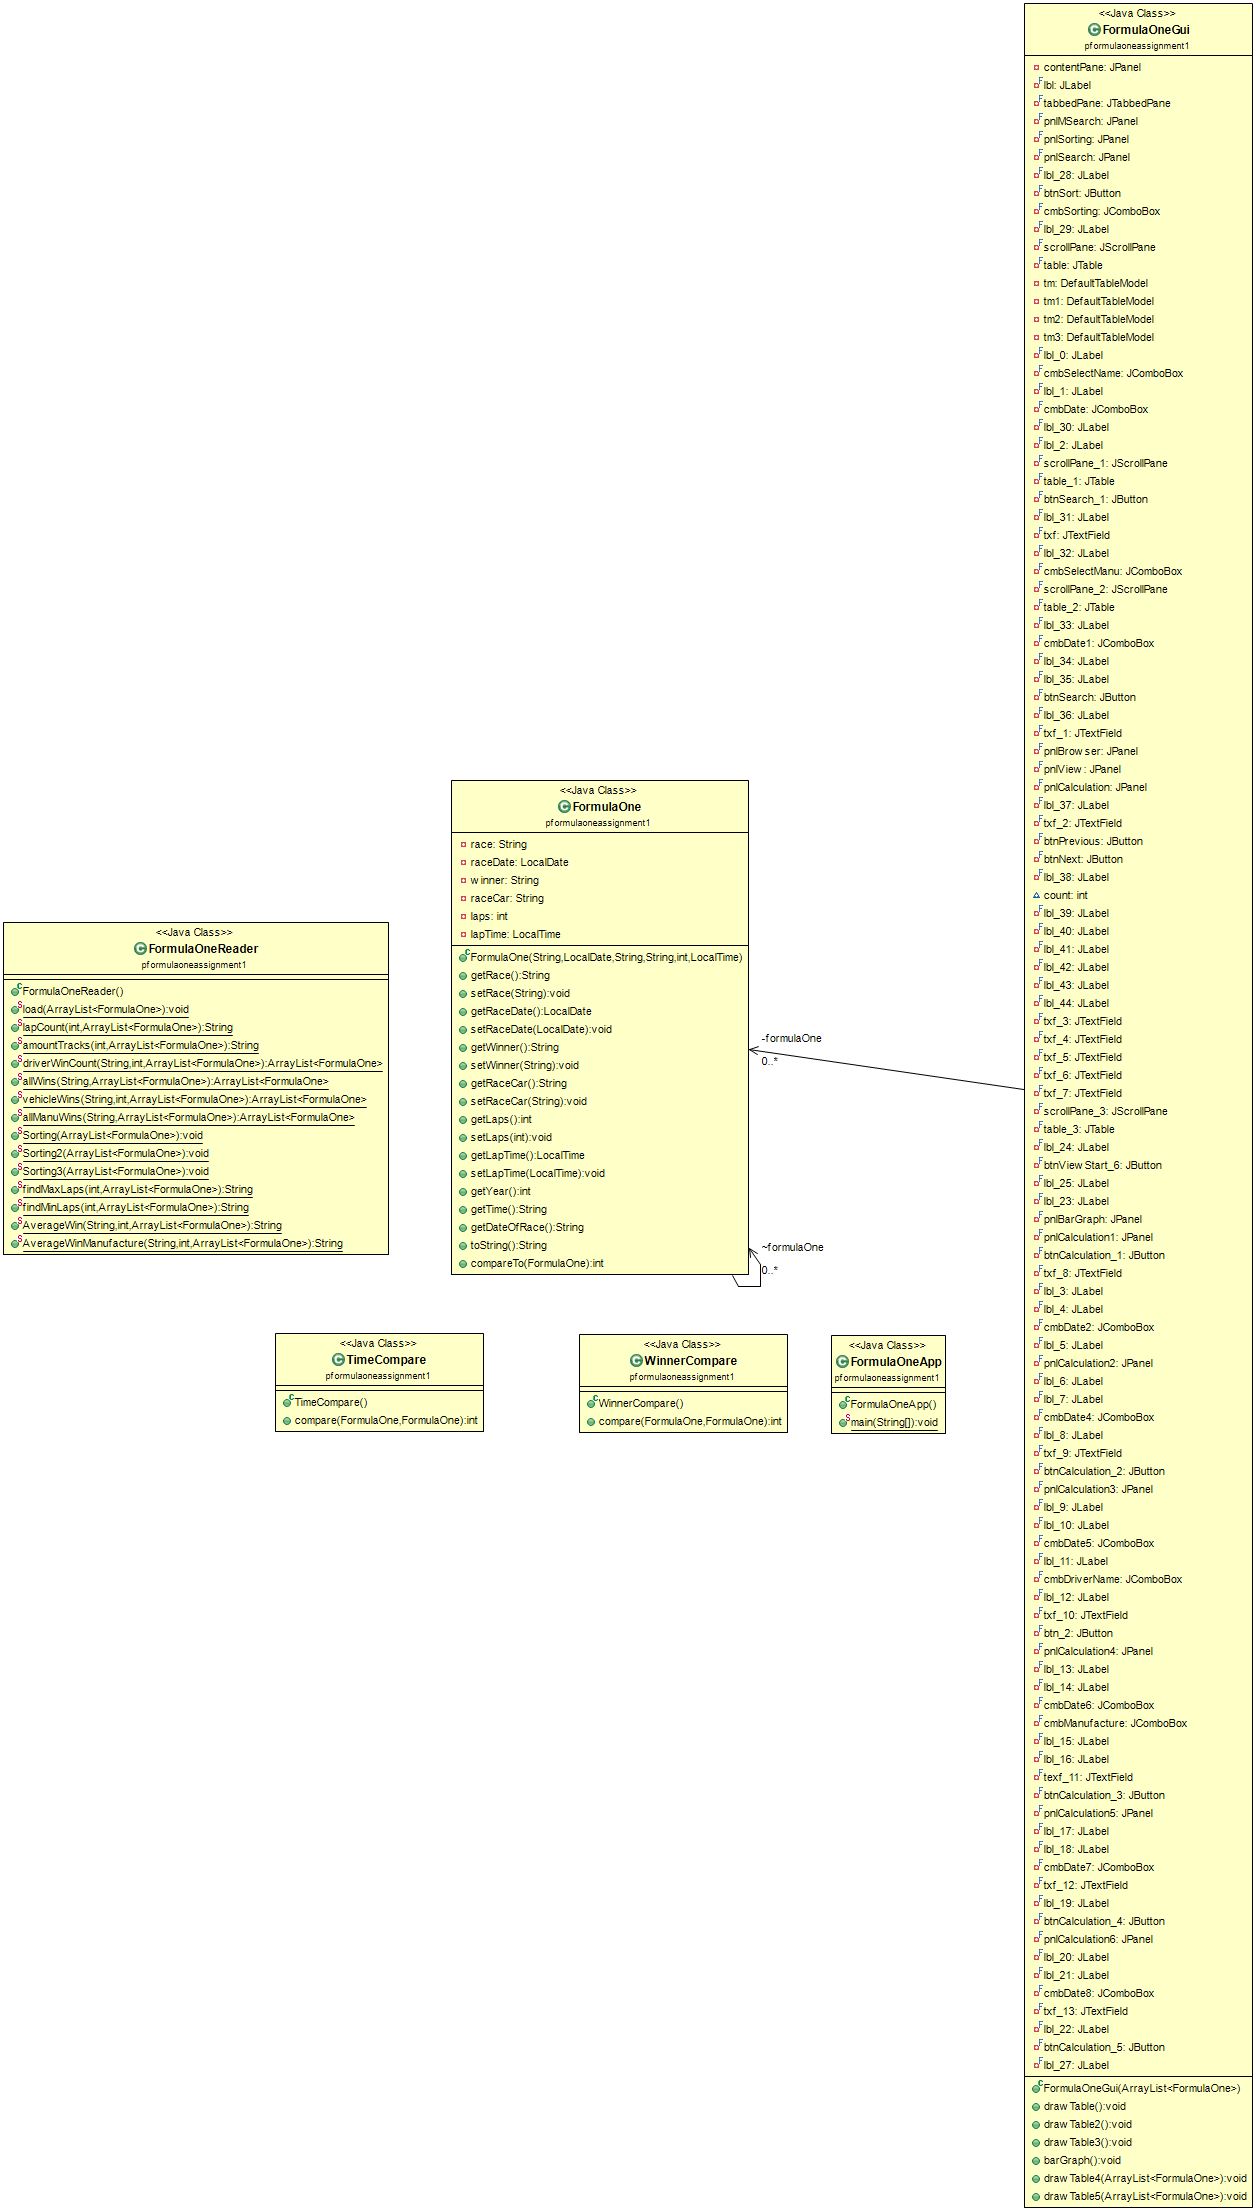 <<Java Class>>
FormulaOneGui
pformulaoneassignment1
contentPane: JPanel
lbl: JLabel
tabbedPane: JTabbedPane
pnlMSearch: JPanel
pnlSorting: JPanel
pnlSearch: JPanel
lbl_28: JLabel
btnSort: JButton
cmbSorting: JComboBox
lbl_29: JLabel
scrollPane: JScrollPane
table: JTable
tm: DefaultTableModel
tm1: DefaultTableModel
tm2: DefaultTableModel
tm3: DefaultTableModel
lbl_0: JLabel
cmbSelectName: JComboBox
lbl_1: JLabel
cmbDate: JComboBox
lbl_30: JLabel
lbl_2: JLabel
scrollPane_1: JScrollPane
table_1: JTable
btnSearch_1: JButton
lbl_31: JLabel
txf: JTextField
lbl_32: JLabel
cmbSelectManu: JComboBox
scrollPane_2: JScrollPane
table_2: JTable
lbl_33: JLabel
cmbDate1: JComboBox
lbl_34: JLabel
lbl_35: JLabel
btnSearch: JButton
lbl_36: JLabel
txf_1: JTextField
pnlBrowser: JPanel
pnlView: JPanel
pnlCalculation: JPanel
lbl_37: JLabel
txf_2: JTextField
btnPrevious: JButton
btnNext: JButton
lbl_38: JLabel
count: int
lbl_39: JLabel
lbl_40: JLabel
lbl_41: JLabel
lbl_42: JLabel
lbl_43: JLabel
lbl_44: JLabel
txf_3: JTextField
txf_4: JTextField
txf_5: JTextField
txf_6: JTextField
txf_7: JTextField
scrollPane_3: JScrollPane
table_3: JTable
lbl_24: JLabel
btnViewStart_6: JButton
lbl_25: JLabel
lbl_23: JLabel
pnlBarGraph: JPanel
pnlCalculation1: JPanel
btnCalculation_1: JButton
txf_8: JTextField
lbl_3: JLabel
lbl_4: JLabel
cmbDate2: JComboBox
lbl_5: JLabel
pnlCalculation2: JPanel
lbl_6: JLabel
lbl_7: JLabel
cmbDate4: JComboBox
lbl_8: JLabel
txf_9: JTextField
btnCalculation_2: JButton
pnlCalculation3: JPanel
lbl_9: JLabel
lbl_10: JLabel
cmbDate5: JComboBox
lbl_11: JLabel
cmbDriverName: JComboBox
lbl_12: JLabel
txf_10: JTextField
btn_2: JButton
pnlCalculation4: JPanel
lbl_13: JLabel
lbl_14: JLabel
cmbDate6: JComboBox
cmbManufacture: JComboBox
lbl_15: JLabel
lbl_16: JLabel
texf_11: JTextField
btnCalculation_3: JButton
pnlCalculation5: JPanel
lbl_17: JLabel
lbl_18: JLabel
cmbDate7: JComboBox
txf_12: JTextField
lbl_19: JLabel
btnCalculation_4: JButton
pnlCalculation6: JPanel
lbl_20: JLabel
lbl_21: JLabel
cmbDate8: JComboBox
txf_13: JTextField
lbl_22: JLabel
btnCalculation_5: JButton
lbl_27: JLabel
FormulaOneGui(ArrayList<FormulaOne>)
drawTable():void
drawTable2():void
drawTable3():void
barGraph():void
drawTable4(ArrayList<FormulaOne>):void
drawTable5(ArrayList<FormulaOne>):void
<<Java Class>>
FormulaOne
pformulaoneassignment1
race: String
raceDate: LocalDate
winner: String
raceCar: String
laps: int
lapTime: LocalTime
FormulaOne(String,LocalDate,String,String,int,LocalTime)
getRace():String
setRace(String):void
getRaceDate():LocalDate
setRaceDate(LocalDate):void
getWinner():String
setWinner(String):void
getRaceCar():String
setRaceCar(String):void
getLaps():int
setLaps(int):void
getLapTime():LocalTime
setLapTime(LocalTime):void
getYear():int
getTime():String
getDateOfRace():String
toString():String
compareTo(FormulaOne):int
-formulaOne
0..*
~formulaOne
0..*
<<Java Class>>
FormulaOneReader
pformulaoneassignment1
FormulaOneReader()
load(ArrayList<FormulaOne>):void
lapCount(int,ArrayList<FormulaOne>):String
amountTracks(int,ArrayList<FormulaOne>):String
driverWinCount(String,int,ArrayList<FormulaOne>):ArrayList<FormulaOne>
allWins(String,ArrayList<FormulaOne>):ArrayList<FormulaOne>
vehicleWins(String,int,ArrayList<FormulaOne>):ArrayList<FormulaOne>
allManuWins(String,ArrayList<FormulaOne>):ArrayList<FormulaOne>
Sorting(ArrayList<FormulaOne>):void
Sorting2(ArrayList<FormulaOne>):void
Sorting3(ArrayList<FormulaOne>):void
findMaxLaps(int,ArrayList<FormulaOne>):String
findMinLaps(int,ArrayList<FormulaOne>):String
AverageWin(String,int,ArrayList<FormulaOne>):String
AverageWinManufacture(String,int,ArrayList<FormulaOne>):String
<<Java Class>>
TimeCompare
pformulaoneassignment1
TimeCompare()
compare(FormulaOne,FormulaOne):int
<<Java Class>>
WinnerCompare
pformulaoneassignment1
WinnerCompare()
compare(FormulaOne,FormulaOne):int
<<Java Class>>
FormulaOneApp
pformulaoneassignment1
FormulaOneApp()
main(String[]):void